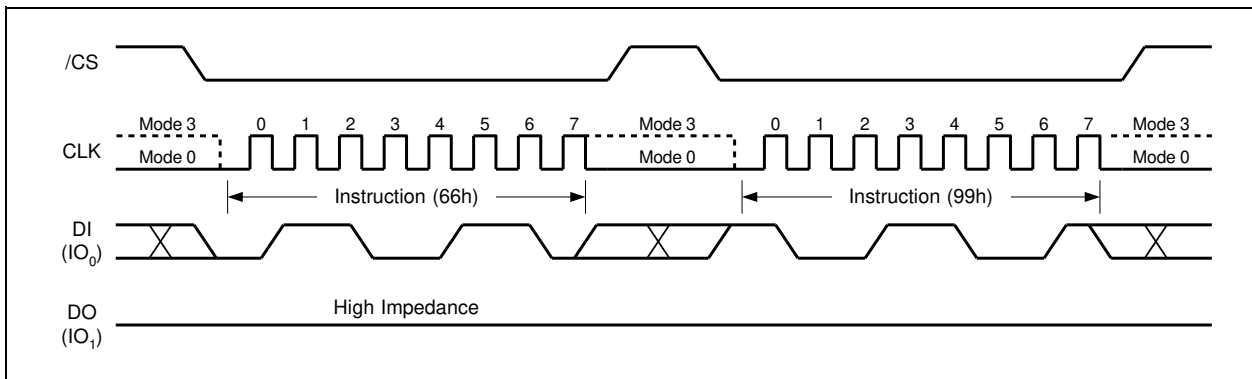 /CS
Mode 3 0 1 2 3 4 5 6 7 Mode 3 0 1 2 3 4 5 6 7 Mode 3
CLK
Mode 0 Mode 0 Mode 0
Instruction (66h) Instruction (99h)
DI
(IO0)
High Impedance
DO
(IO1)